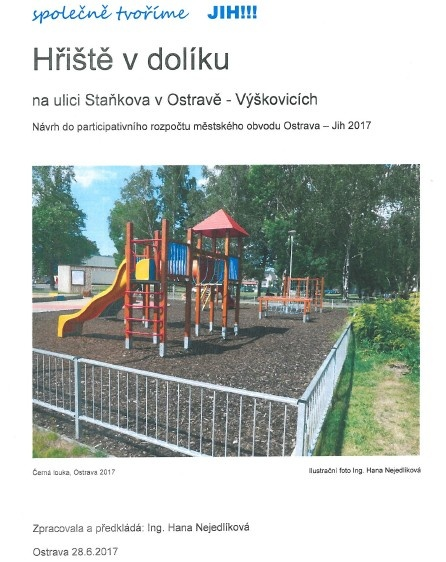 společně tvoříme JIH!!!
Hřiště v dolíku
na ulici Staňkova v Ostravě - Výškovicích
Návrh do participativního rozpočtu městského obvodu Ostrava – Jih 2017
Černá louka, Ostrava 2017
Ilustrační foto Ing. Hana Nejedlíková
Zpracovala a předkládá: Ing. Hana Nejedlíková
Ostrava 28.6.2017